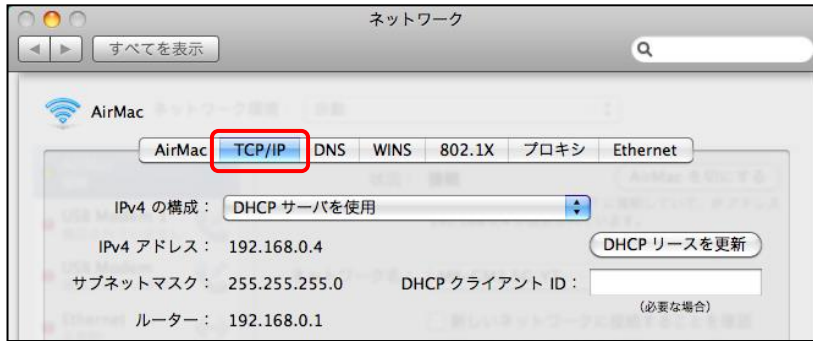 ネットワーク
すべてを表示
AirMac
AirMac TCP/IP DNS WINS 802.1X プロキシ Ethernet
IPv4 の構成： DHCP サーバを使用
IPv4 アドレス： 192.168.0.4 DHCP リースを更新
サブネットマスク： 255.255.255.0 DHCP クライアント ID：
(必要な場合)
ルーター： 192.168.0.1